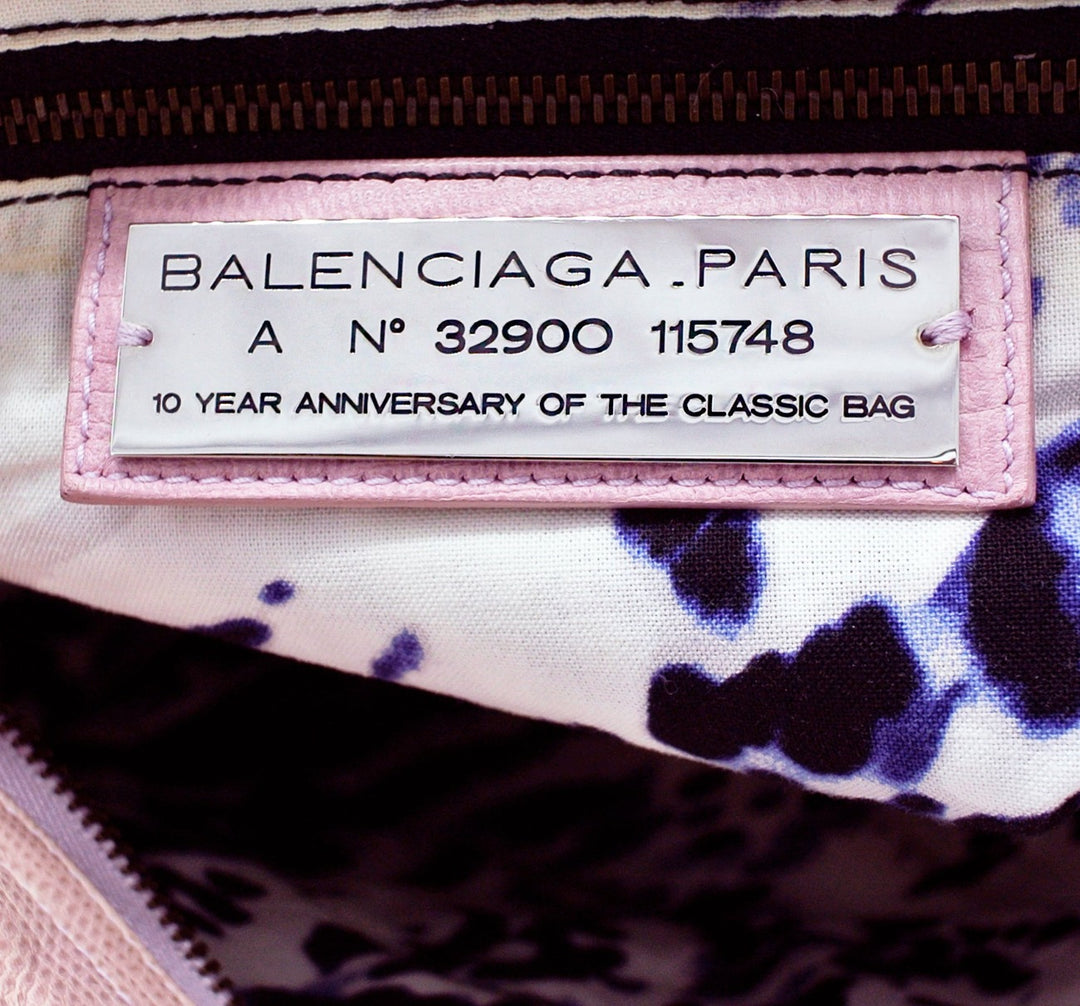 BALENCIAGA.PARIS
A N° 32900 115748
10 YEAR ANNIVERSARY OF THE CLASSIC BAG